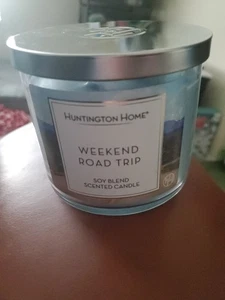 HUNTINGTON HOME
WEEKEND
ROAD TRIP
SOY BLEND
SCENTED CANDLE